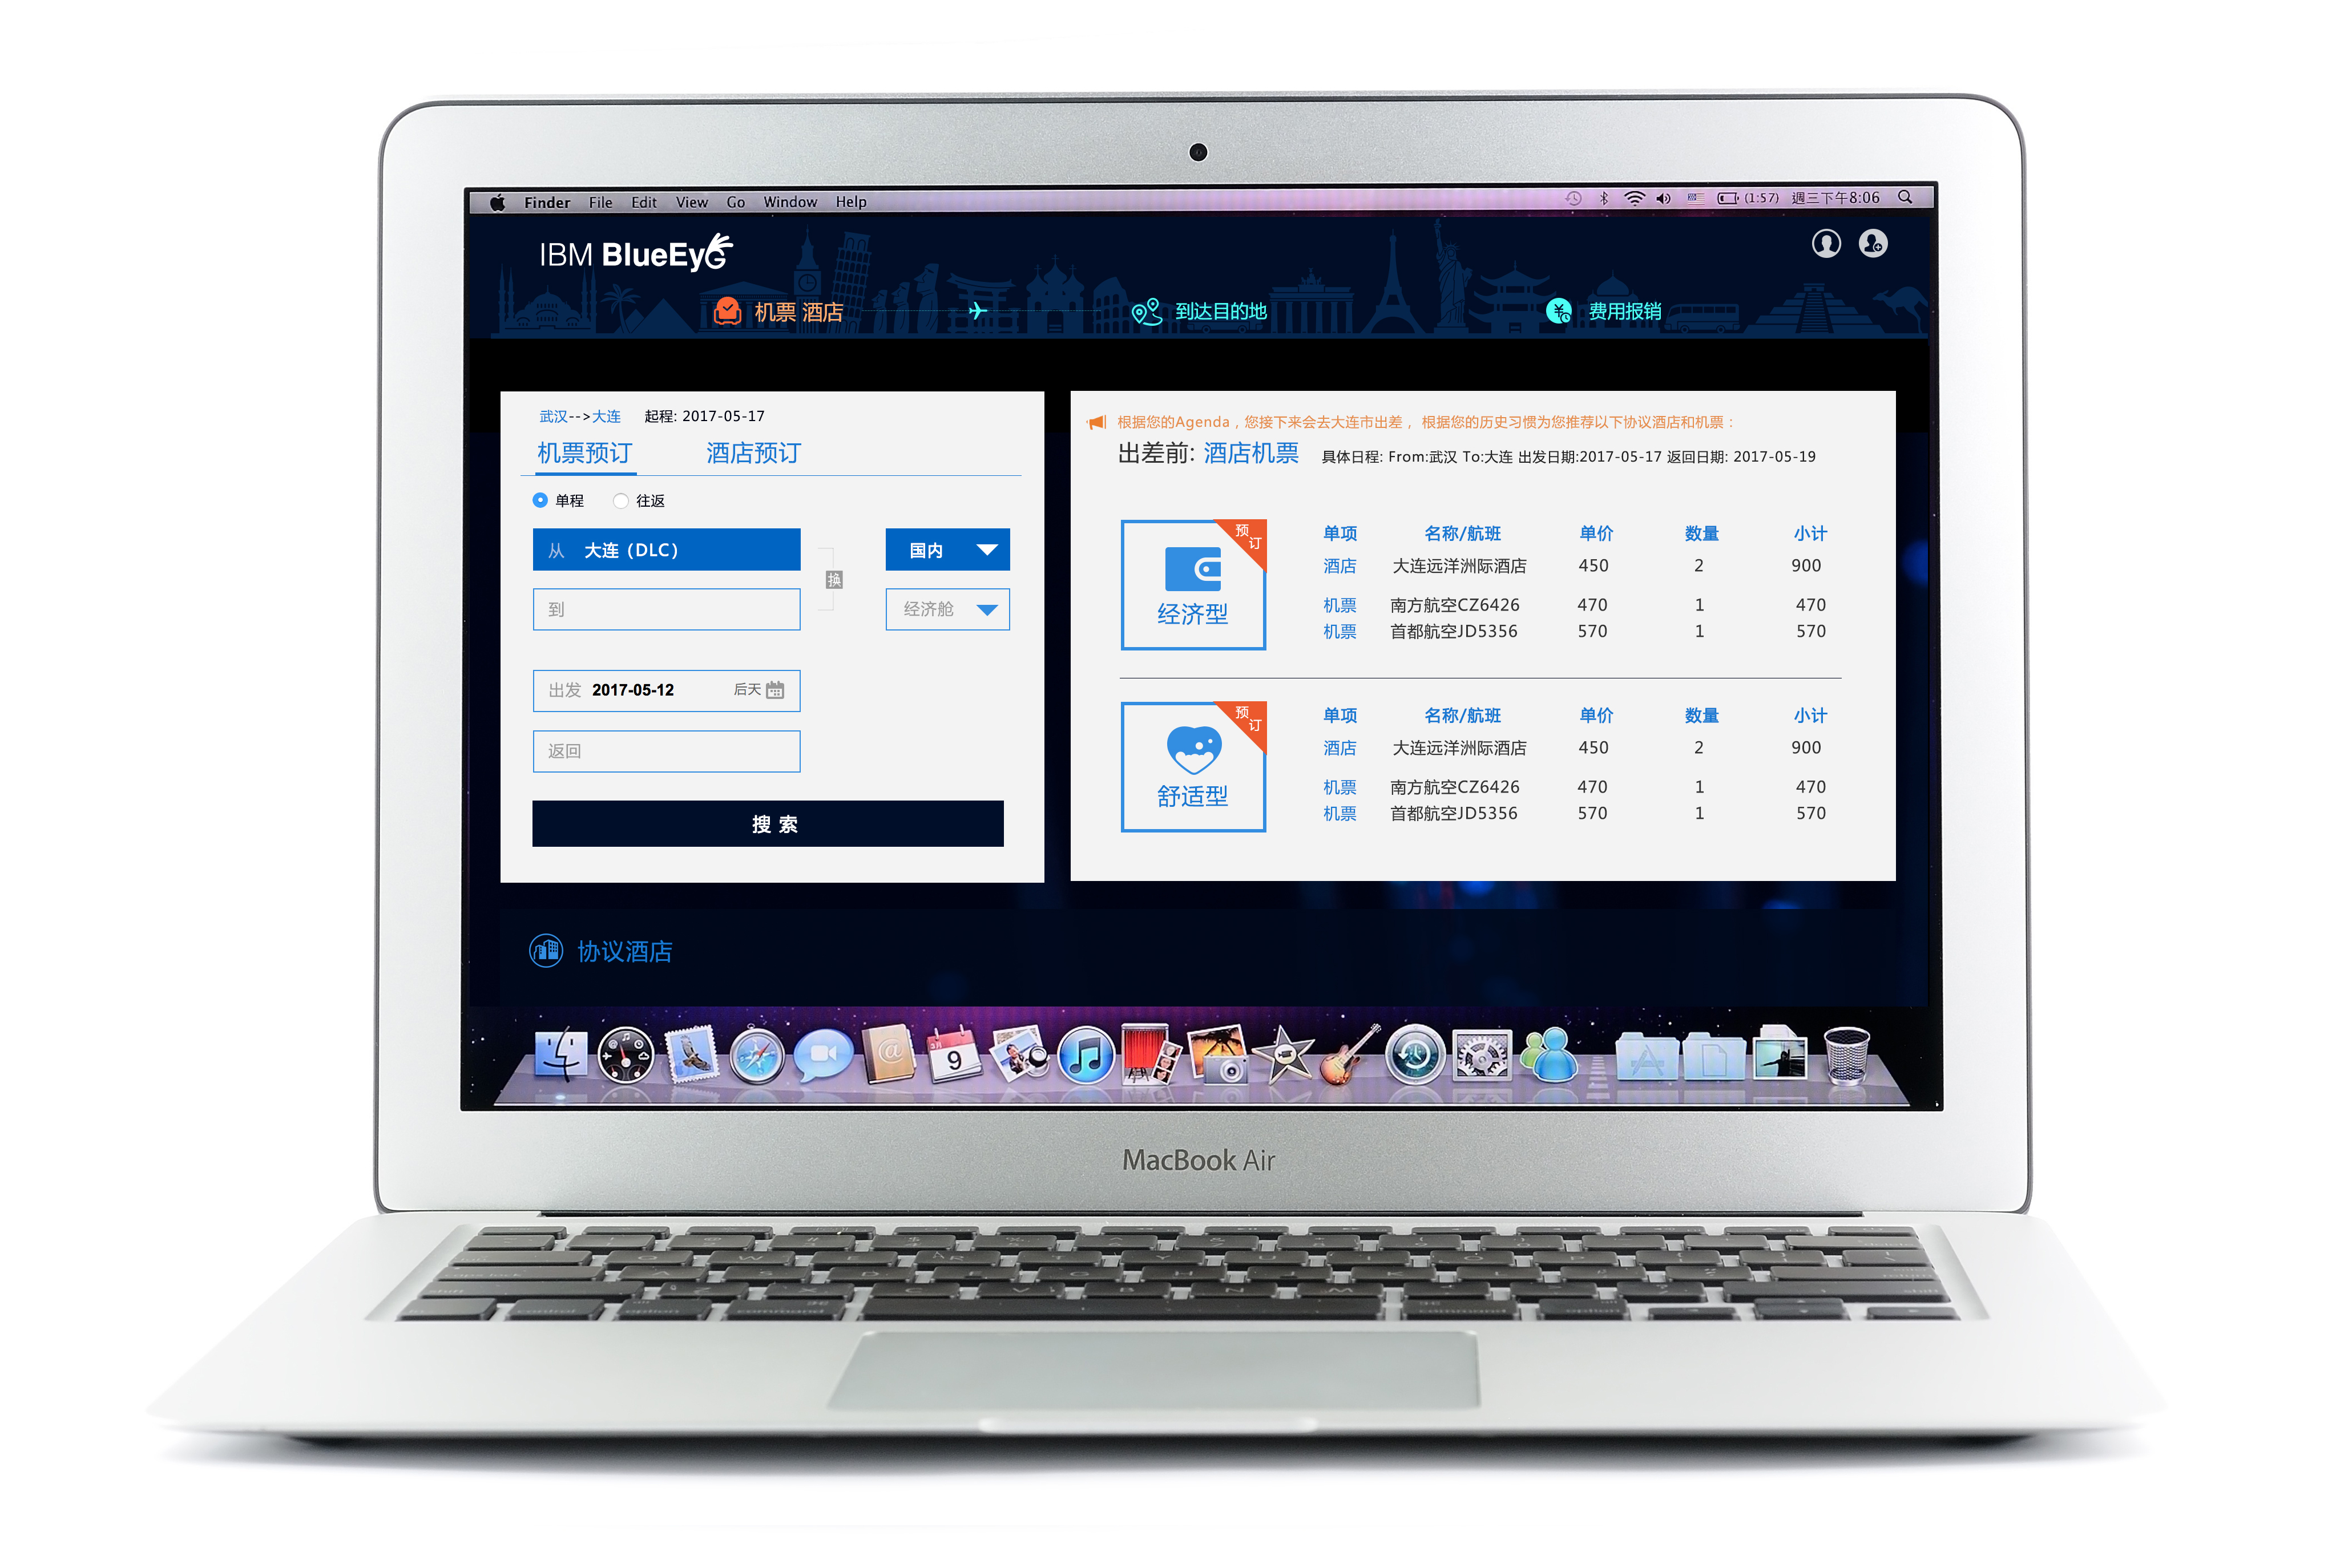 Finder File Edit View Go Window Help (1:57) 週三下午8:06
IBM BlueEye
机票 酒店 到达目的地 费用报销
武汉-->大连 起程: 2017-05-17
机票预订 酒店预订
单程 往返
从 大连 (DLC) 国内
换
到 经济舱
出发 2017-05-12 后天
返回
搜 索
根据您的Agenda，您接下来会去大连市出差， 根据您的历史习惯为您推荐以下协议酒店和机票：
出差前: 酒店机票 具体日程: From:武汉 To:大连 出发日期:2017-05-17 返回日期: 2017-05-19
预订
经济型
单项 名称/航班 单价 数量 小计
酒店 大连远洋洲际酒店 450 2 900
机票 南方航空CZ6426 470 1 470
机票 首都航空JD5356 570 1 570
预订
舒适型
单项 名称/航班 单价 数量 小计
酒店 大连远洋洲际酒店 450 2 900
机票 南方航空CZ6426 470 1 470
机票 首都航空JD5356 570 1 570
协议酒店
9
MacBook Air